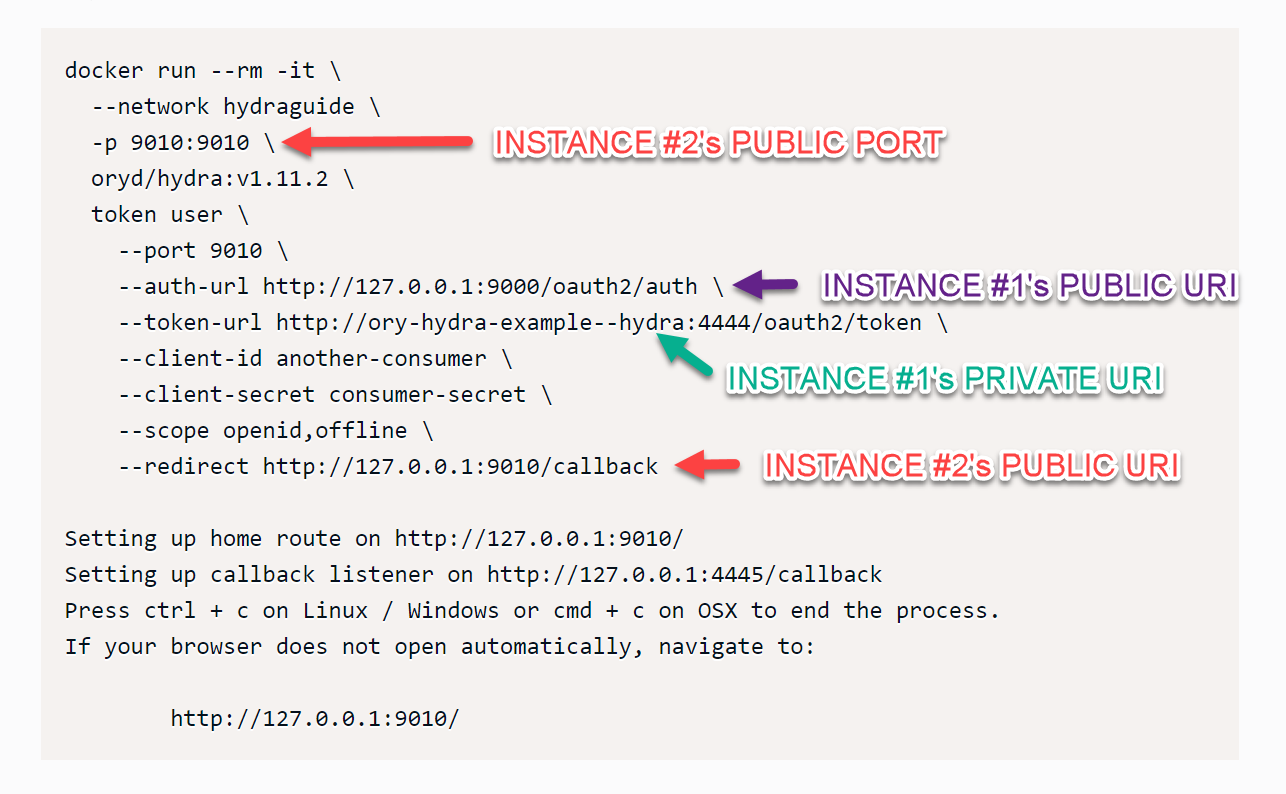 docker run --rm -it \
--network hydraguide \
-p 9010:9010 \ INSTANCE #2's PUBLIC PORT
oryd/hydra:v1.11.2 \
token user \
--port 9010 \
--auth-url http://127.0.0.1:9000/oauth2/auth \ INSTANCE #1's PUBLIC URI
--token-url http://ory-hydra-example--hydra:4444/oauth2/token \
--client-id another-consumer \
INSTANCE #1's PRIVATE URI
--client-secret consumer-secret \
--scope openid,offline \
--redirect http://127.0.0.1:9010/callback INSTANCE #2's PUBLIC URI
Setting up home route on http://127.0.0.1:9010/
Setting up callback listener on http://127.0.0.1:4445/callback
Press ctrl + c on Linux / Windows or cmd + c on OSX to end the process.
If your browser does not open automatically, navigate to:
http://127.0.0.1:9010/